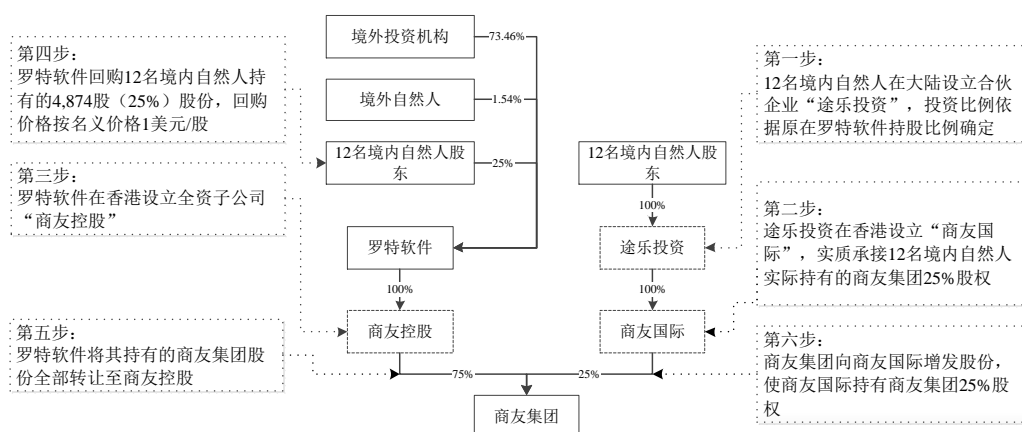 第四步：
罗特软件回购12名境内自然人持
有的4,874股（25%）股份，回购
价格按名义价格1美元/股
第三步：
罗特软件在香港设立全资子公司
“商友控股”
第五步：
罗特软件将其持有的商友集团股
份全部转让至商友控股
境外投资机构
73.46%
境外自然人
1.54%
12名境内自然人股
东
25%
罗特软件
100%
商友控股
75%
12名境内自然人股
东
100%
途乐投资
100%
商友国际
25%
商友集团
第一步：
12名境内自然人在大陆设立合伙
企业“途乐投资”，投资比例依
据原在罗特软件持股比例确定
第二步：
途乐投资在香港设立“商友国
际”，实质承接12名境内自然人
实际持有的商友集团25%股权
第六步：
商友集团向商友国际增发股份，
使商友国际持有商友集团25%股
权